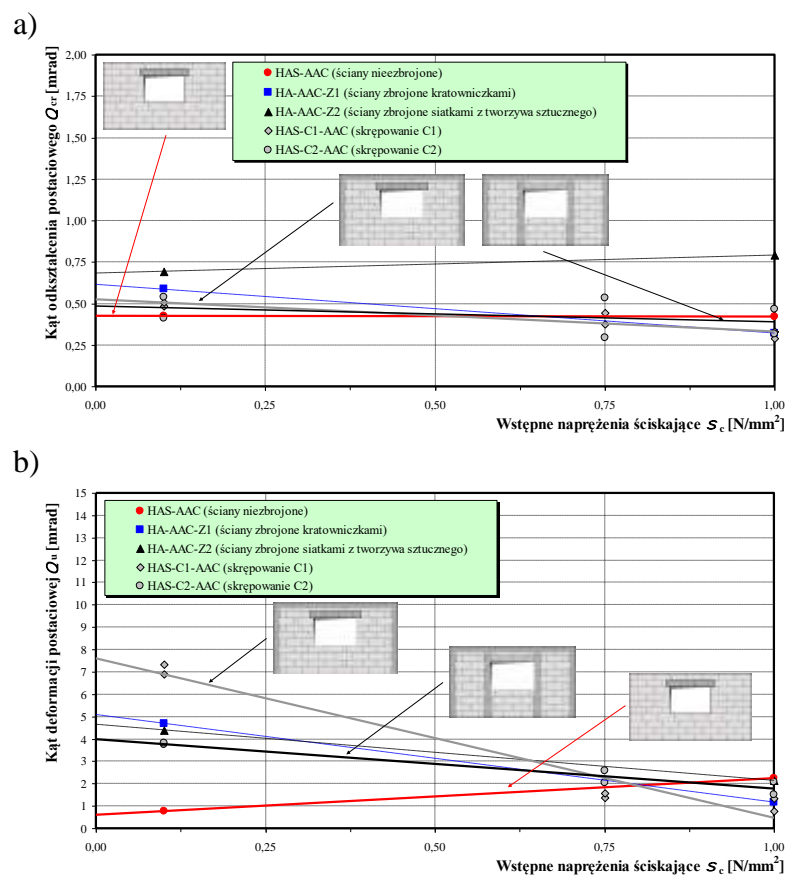 a)
Kąt odkształcenia postaciowego Qcr [mrad]
2,00
1,75
1,50
1,25
1,00
0,75
0,50
0,25
0,00
HAS-AAC (ściany nieezbrojone)
HA-AAC-Z1 (ściany zbrojone kratowniczkami)
HA-AAC-Z2 (ściany zbrojone siatkami z tworzywa sztucznego)
HAS-C1-AAC (skrępowanie C1)
HAS-C2-AAC (skrępowanie C2)
0,00 0,25 0,50 0,75 1,00
Wstępne naprężenia ściskające sc [N/mm²]
b)
Kąt deformacji postaciowej Qu [mrad]
15
14
13
12
11
10
9
8
7
6
5
4
3
2
1
0
HAS-AAC (ściany niezbrojone)
HA-AAC-Z1 (ściany zbrojone kratowniczkami)
HA-AAC-Z2 (ściany zbrojone siatkami z tworzywa sztucznego)
HAS-C1-AAC (skrępowanie C1)
HAS-C2-AAC (skrępowanie C2)
0,00 0,25 0,50 0,75 1,00
Wstępne naprężenia ściskające sc [N/mm²]